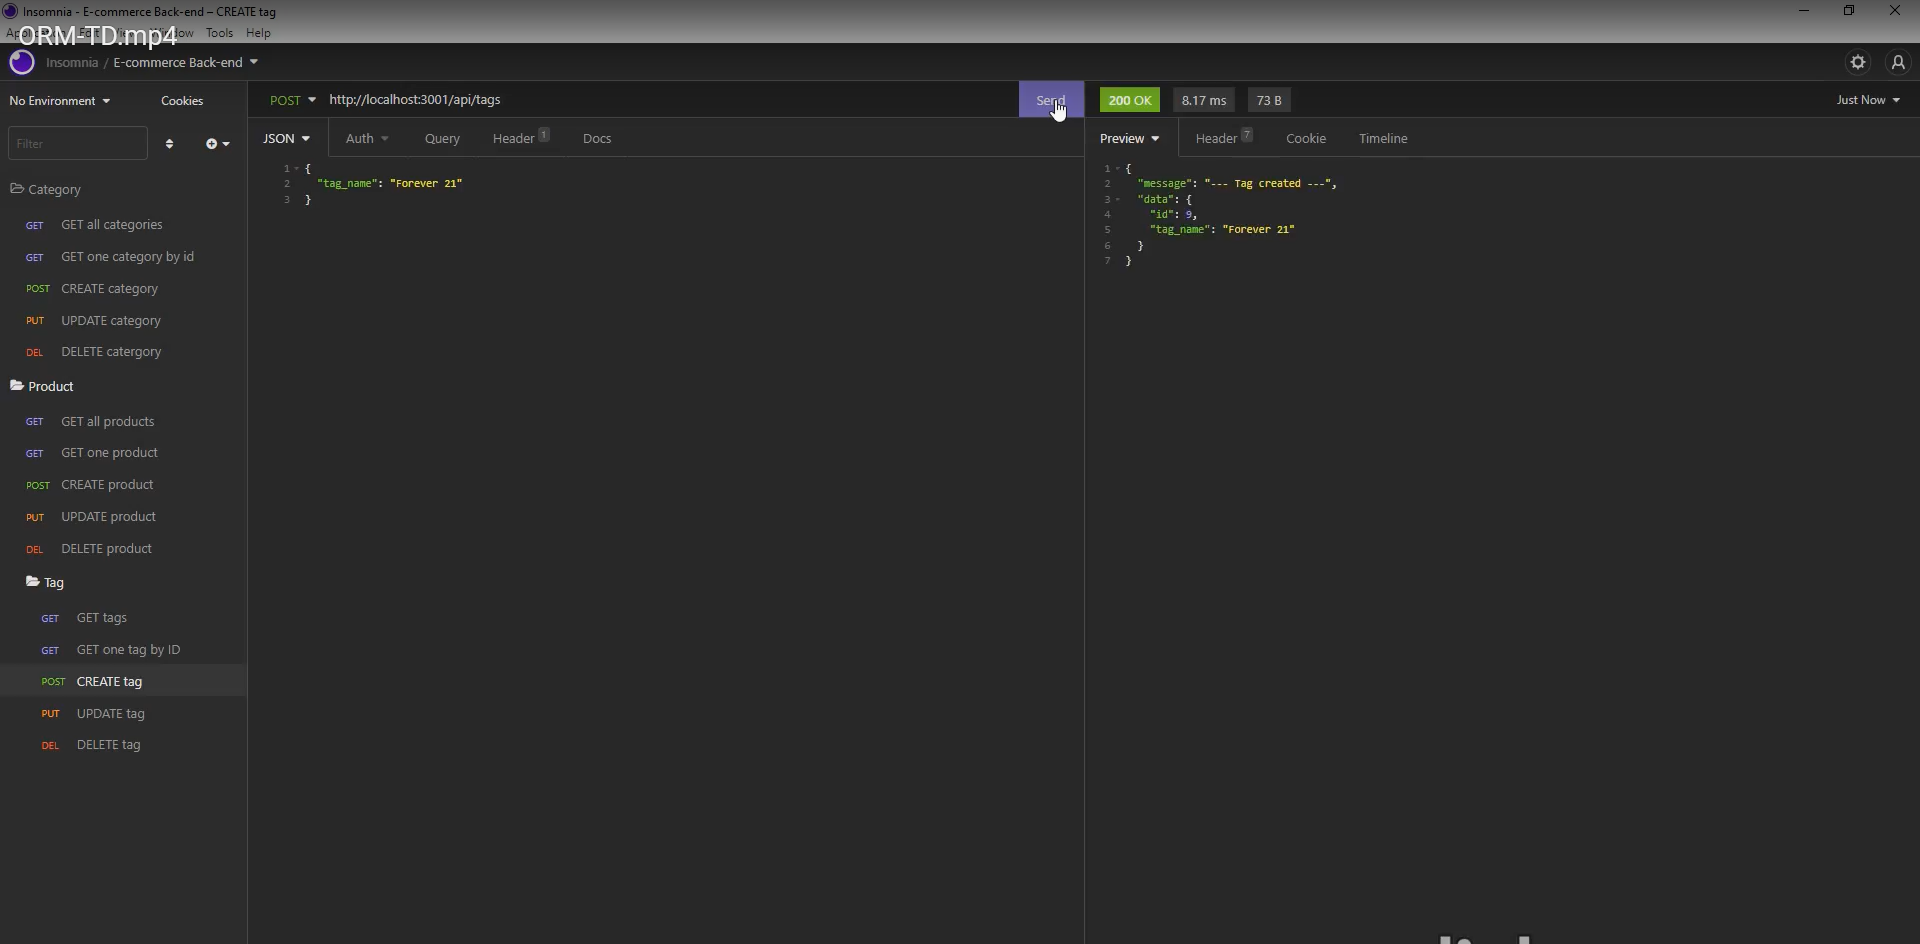 Insomnia - E-commerce Back-end – CREATE tag
ORM-TD.mp4
Tools Help
Insomnia / E-commerce Back-end
No Environment
Cookies
Filter
Category
GET GET all categories
GET GET one category by id
POST CREATE category
PUT UPDATE category
DEL DELETE catergory
Product
GET GET all products
GET GET one product
POST CREATE product
PUT UPDATE product
DEL DELETE product
Tag
GET GET tags
GET GET one tag by ID
POST CREATE tag
PUT UPDATE tag
DEL DELETE tag
POST http://localhost:3001/api/tags
Send
JSON Auth Query Header 1 Docs
1 {
2 "tag_name": "Forever 21"
3 }
200 OK 8.17 ms 73 B
Just Now
Preview Header 7 Cookie Timeline
1 {
2 "message": "--- Tag created ---",
3 "data": {
4 "id": 9,
5 "tag_name": "Forever 21"
6 }
7 }